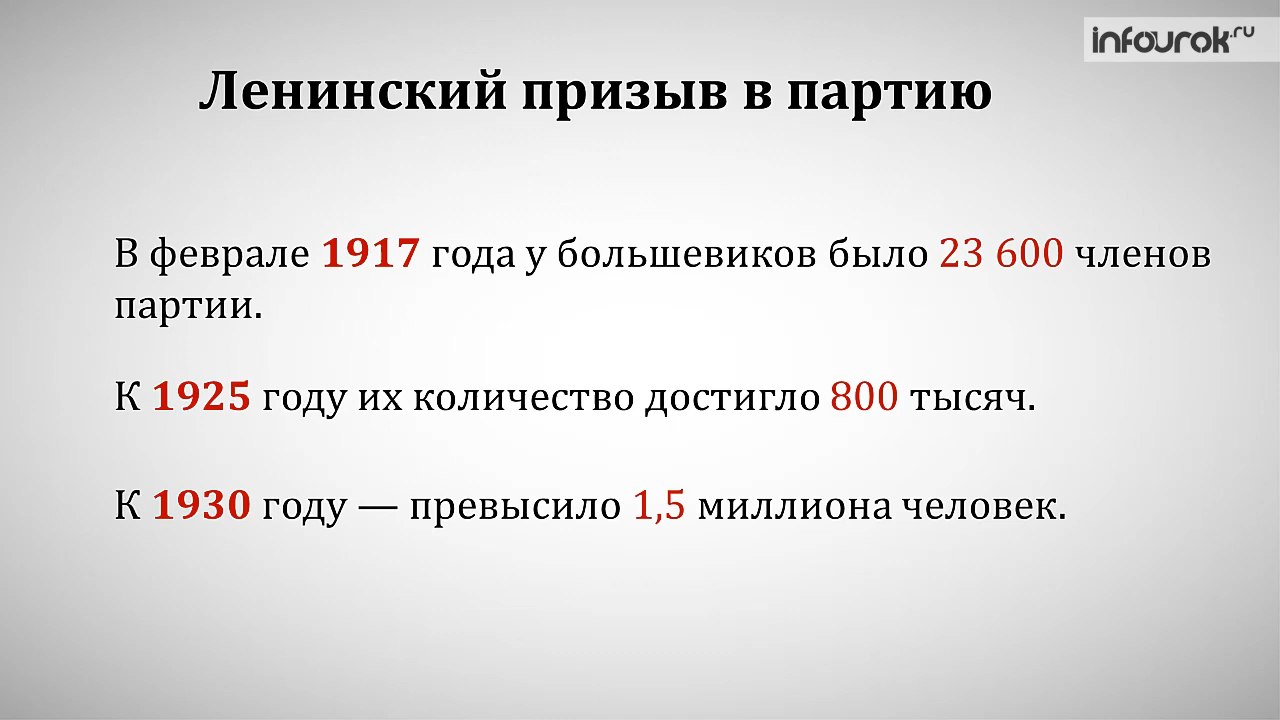 infourok.ru
Ленинский призыв в партию
В феврале 1917 года у большевиков было 23 600 членов
партии.
К 1925 году их количество достигло 800 тысяч.
К 1930 году — превысило 1,5 миллиона человек.